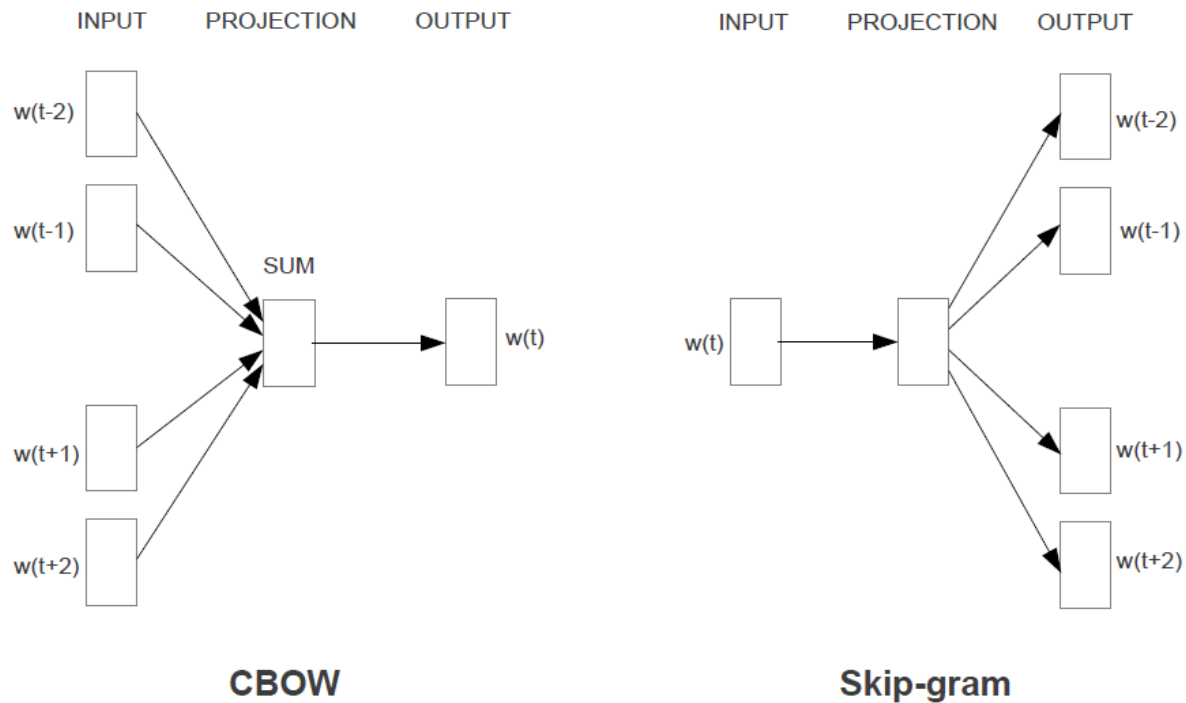 INPUT PROJECTION OUTPUT
w(t-2)
w(t-1)
SUM
w(t)
w(t+1)
w(t+2)
CBOW
INPUT PROJECTION OUTPUT
w(t-2)
w(t-1)
w(t)
w(t+1)
w(t+2)
Skip-gram